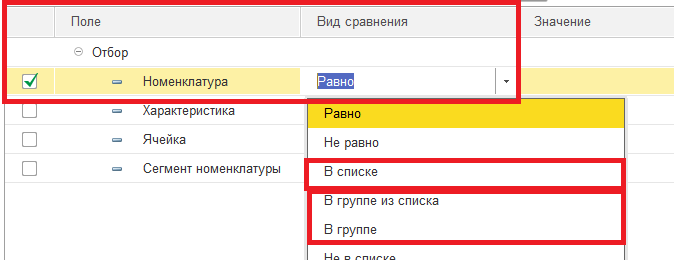 Поле Вид сравнения Значение
Отбор
Номенклатура Равно
Характеристика Равно
Ячейка Не равно
Сегмент номенклатуры В списке
В группе из списка
В группе
Не в списке